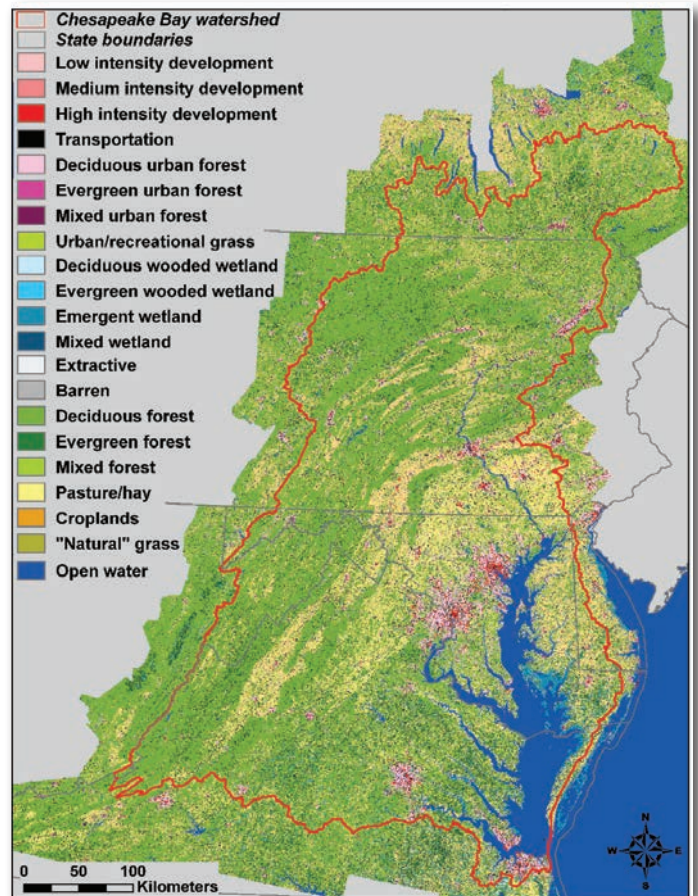 Chesapeake Bay watershed
State boundaries
Low intensity development
Medium intensity development
High intensity development
Transportation
Deciduous urban forest
Evergreen urban forest
Mixed urban forest
Urban/recreational grass
Deciduous wooded wetland
Evergreen wooded wetland
Emergent wetland
Mixed wetland
Extractive
Barren
Deciduous forest
Evergreen forest
Mixed forest
Pasture/hay
Croplands
"Natural" grass
Open water
N
W E
S
0 50 100
Kilometers